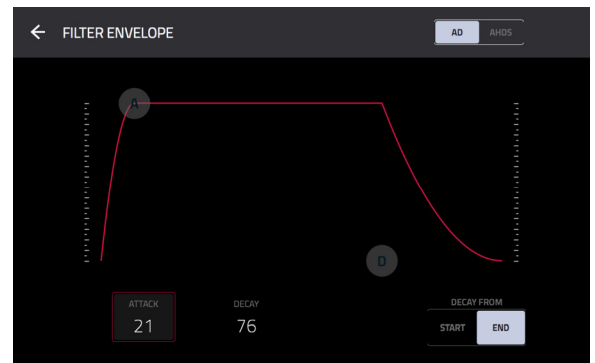 FILTER ENVELOPE
AD AHDS
A
D
ATTACK DECAY DECAY FROM
21 76 START END